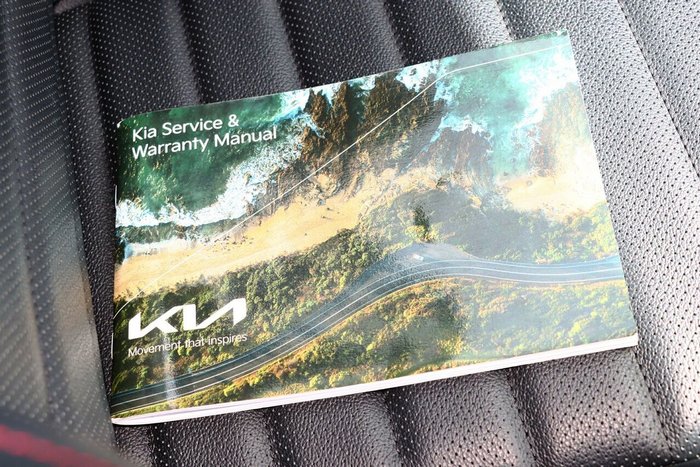 Kia Service &
Warranty Manual
KIA
Movement that inspires